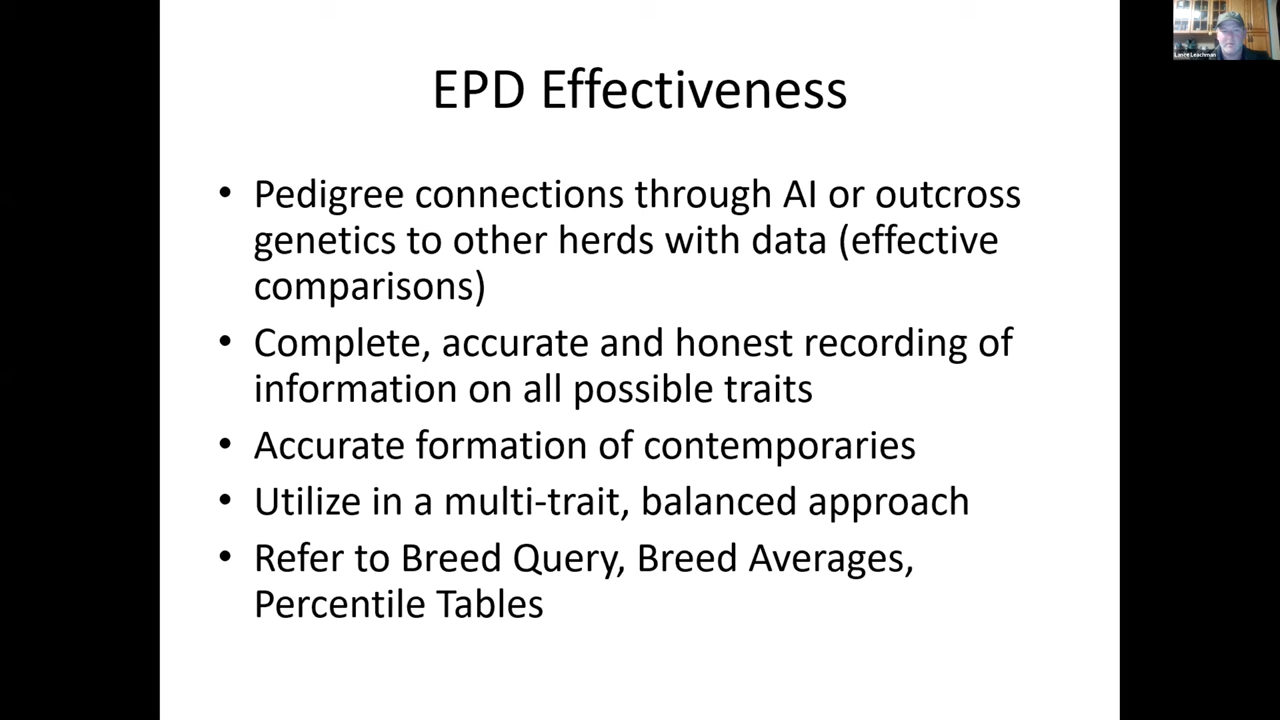 EPD Effectiveness
• Pedigree connections through AI or outcross
genetics to other herds with data (effective
comparisons)
• Complete, accurate and honest recording of
information on all possible traits
• Accurate formation of contemporaries
• Utilize in a multi-trait, balanced approach
• Refer to Breed Query, Breed Averages,
Percentile Tables
Lance Leachman